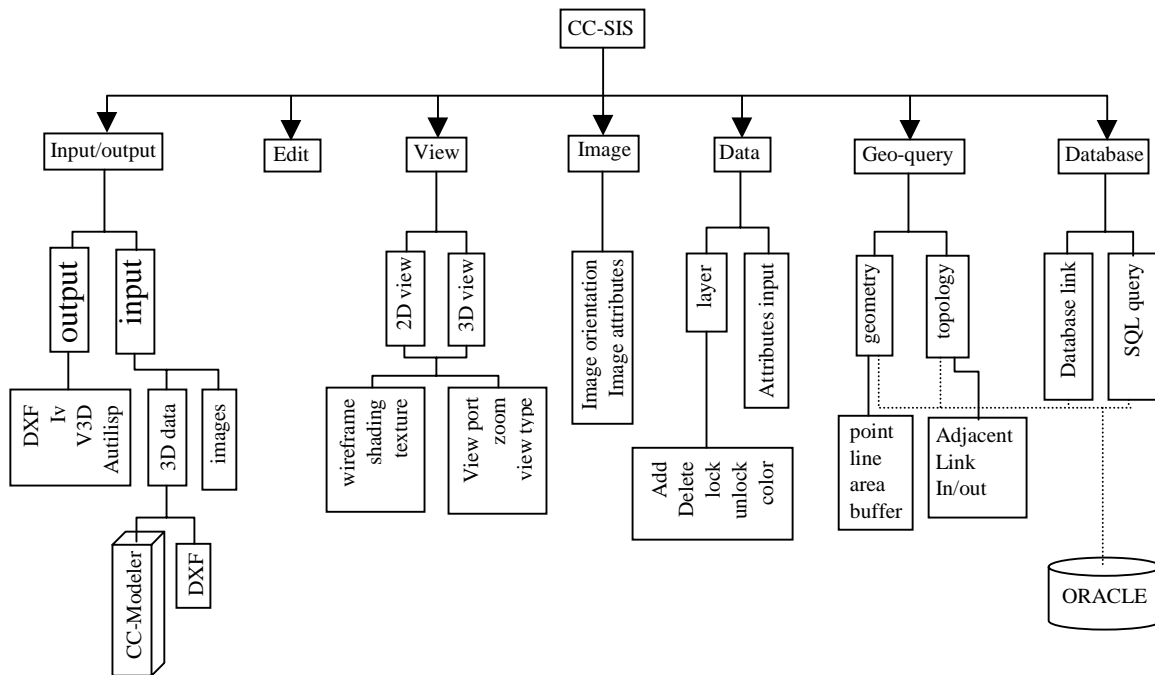 CC-SIS
Input/output
Edit
View
Image
Data
Geo-query
Database
output
input
2D view
3D view
Image orientation
Image attributes
layer
Attributes input
geometry
topology
Database link
SQL query
DXF
Iv
V3D
Autilisp
3D data
images
wireframe
shading
texture
View port
zoom
view type
Add
Delete
lock
unlock
color
point
line
area
buffer
Adjacent
Link
In/out
CC-Modeler
DXF
ORACLE